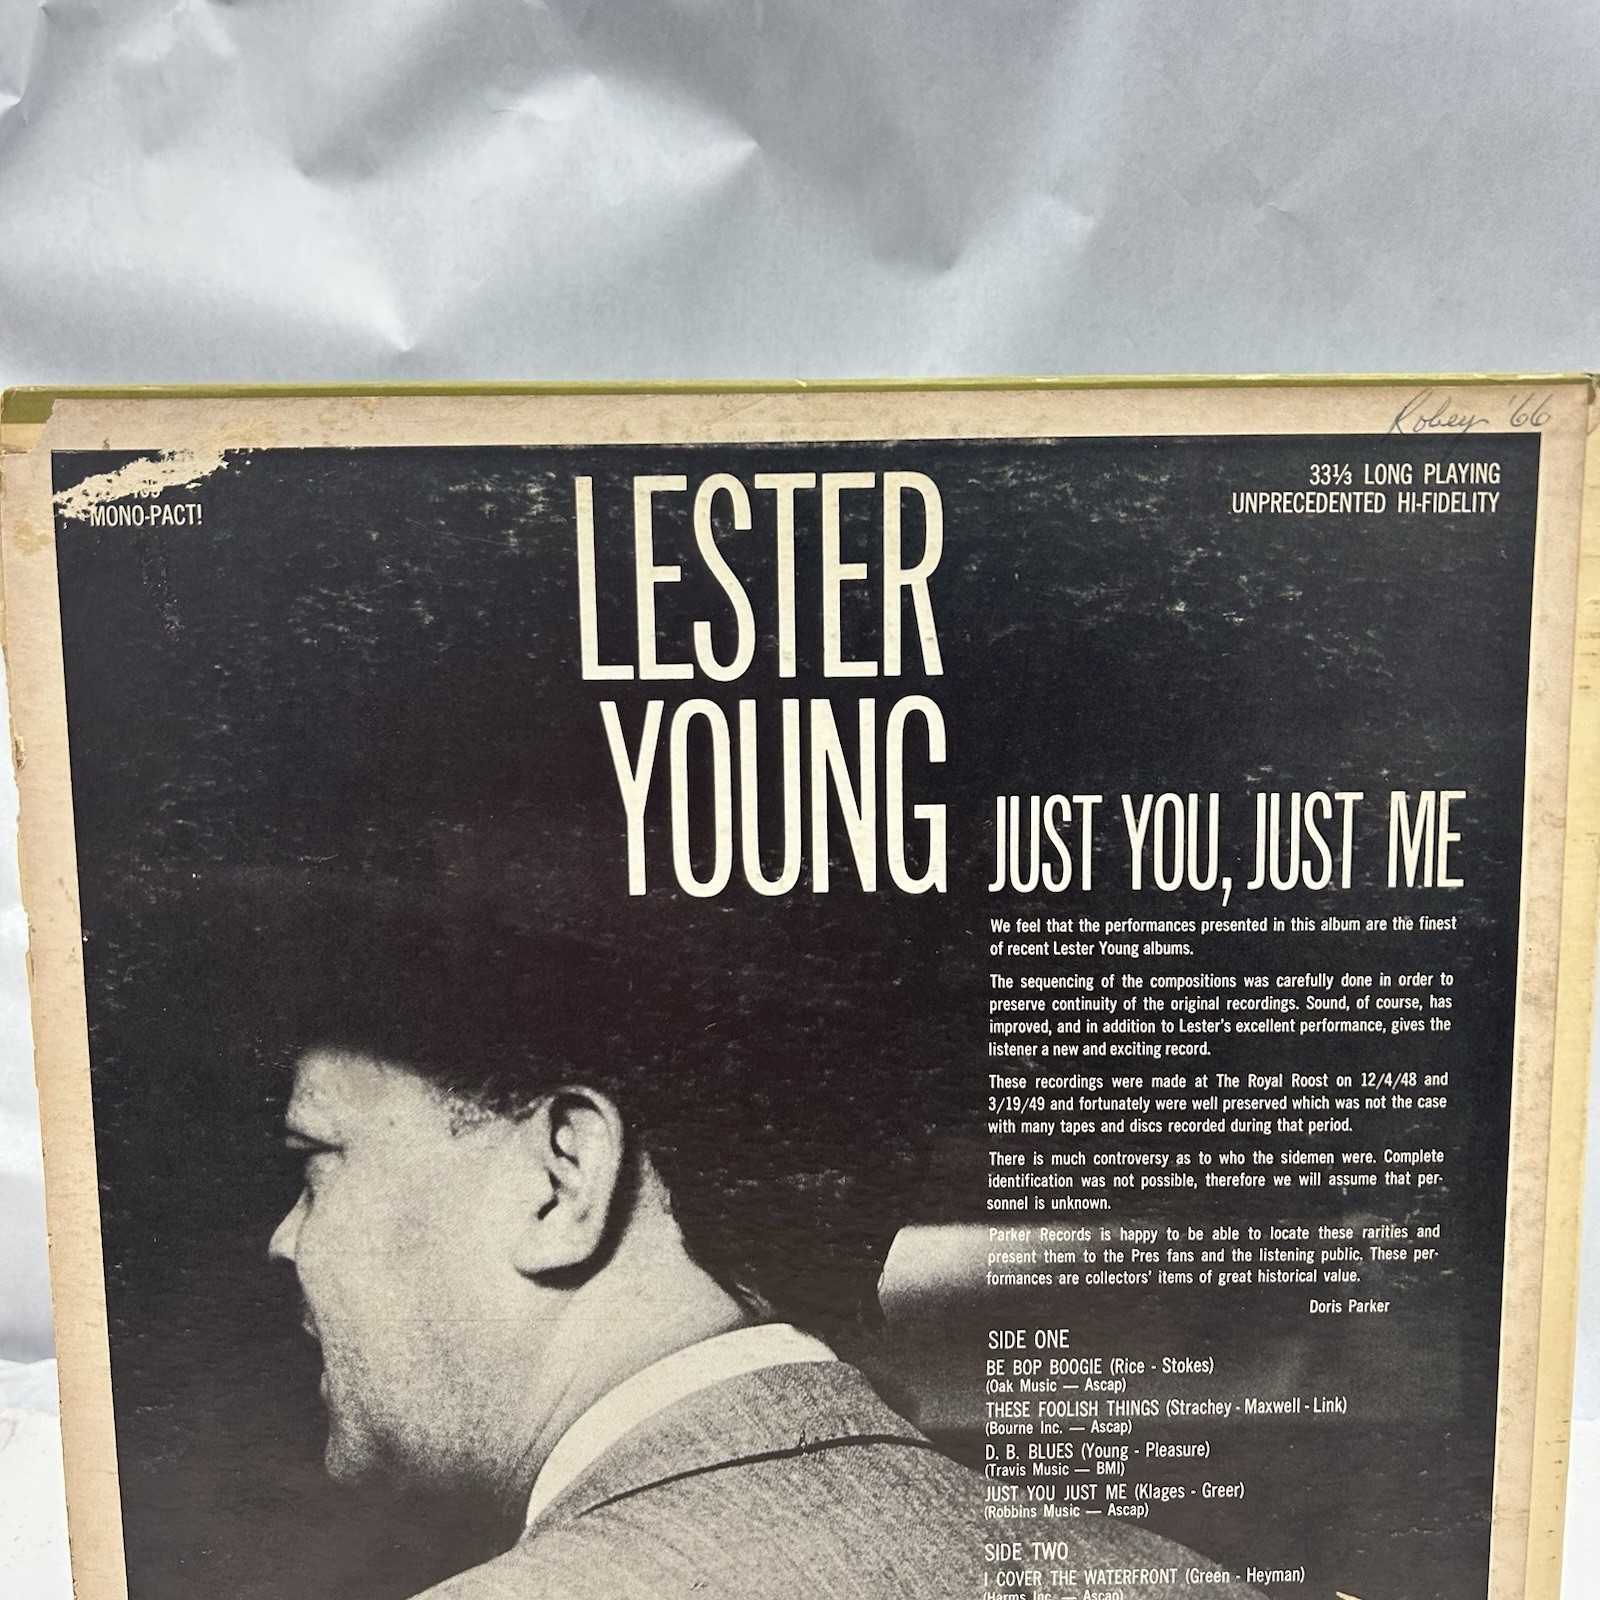 Robey '66
MONO-PACT!
33⅓ LONG PLAYING
UNPRECEDENTED HI-FIDELITY
LESTER
YOUNG
JUST YOU, JUST ME
We feel that the performances presented in this album are the finest
of recent Lester Young albums.
The sequencing of the compositions was carefully done in order to
preserve continuity of the original recordings. Sound, of course, has
improved, and in addition to Lester's excellent performance, gives the
listener a new and exciting record.
These recordings were made at The Royal Roost on 12/4/48 and
3/19/49 and fortunately were well preserved which was not the case
with many tapes and discs recorded during that period.
There is much controversy as to who the sidemen were. Complete
identification was not possible, therefore we will assume that per-
sonnel is unknown.
Parker Records is happy to be able to locate these rarities and
present them to the Pres fans and the listening public. These per-
formances are collectors' items of great historical value.
Doris Parker
SIDE ONE
BE BOP BOOGIE (Rice - Stokes)
(Oak Music — Ascap)
THESE FOOLISH THINGS (Strachey - Maxwell - Link)
(Bourne Inc. — Ascap)
D. B. BLUES (Young - Pleasure)
(Travis Music — BMI)
JUST YOU JUST ME (Klages - Greer)
(Robbins Music — Ascap)
SIDE TWO
I COVER THE WATERFRONT (Green - Heyman)
(Harms Inc. — Ascap)